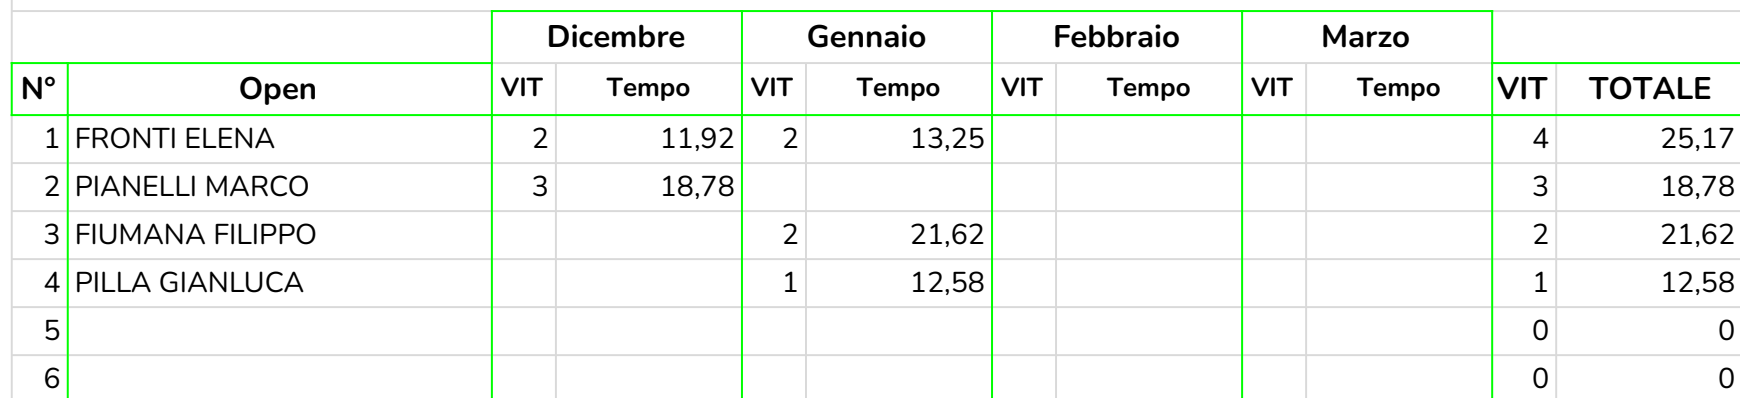 Dicembre Gennaio Febbraio Marzo
N° Open VIT Tempo VIT Tempo VIT Tempo VIT Tempo VIT TOTALE
1 FRONTI ELENA 2 11,92 2 13,25 4 25,17
2 PIANELLI MARCO 3 18,78 3 18,78
3 FIUMANA FILIPPO 2 21,62 2 21,62
4 PILLA GIANLUCA 1 12,58 1 12,58
5 0 0
6 0 0